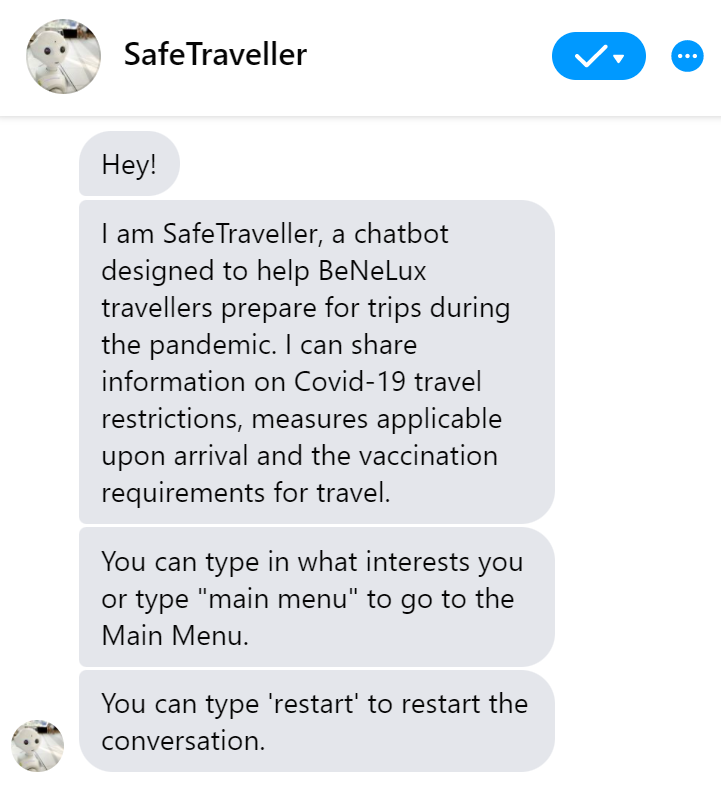 SafeTraveller
Hey!
I am SafeTraveller, a chatbot
designed to help BeNeLux
travellers prepare for trips during
the pandemic. I can share
information on Covid-19 travel
restrictions, measures applicable
upon arrival and the vaccination
requirements for travel.
You can type in what interests you
or type "main menu" to go to the
Main Menu.
You can type 'restart' to restart the
conversation.